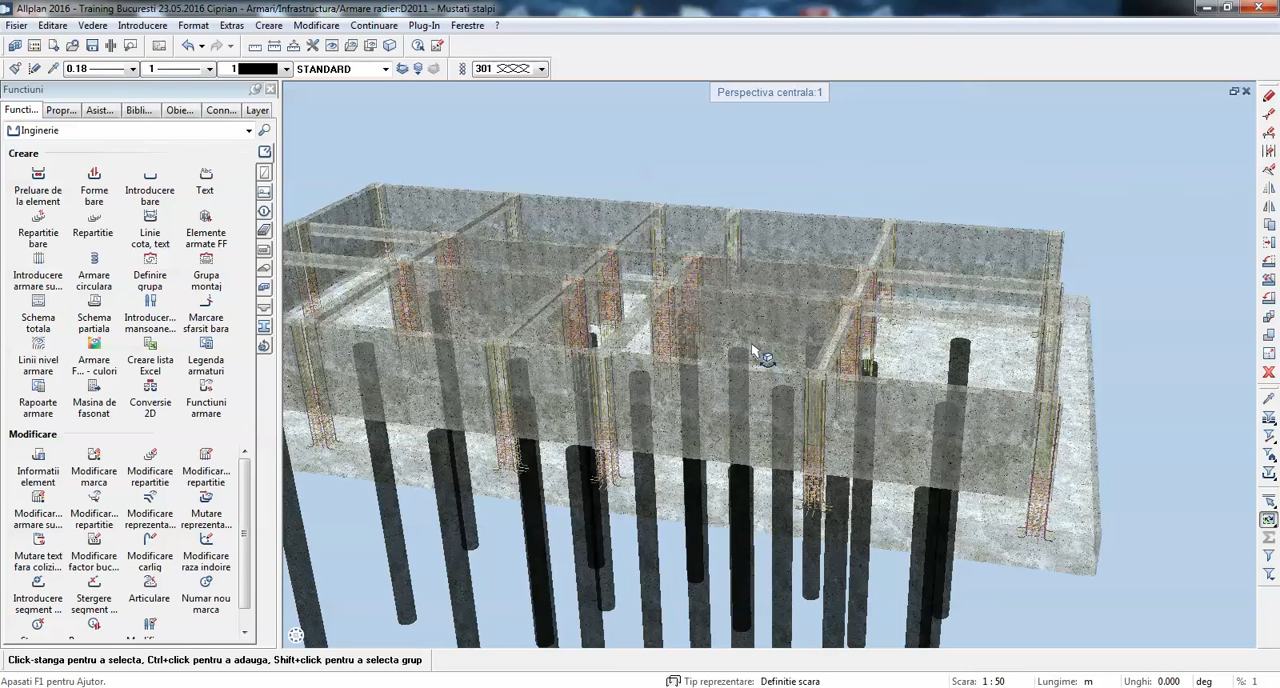 Allplan 2016 - Training Bucuresti 23.05.2016 Ciprian - Armari/Infrastructura/Armare radier:D2011 - Mustati stalpi
Fisier Editare Vedere Introducere Format Extras Creare Modificare Continuare Plug-In Ferestre ?
0.18 1 1 STANDARD 301
Functiuni
Perspectiva centrala:1
Functi... Propr... Asist... Bibli... Obie... Conn... Layer
Inginerie
Creare
Preluare de la element
Forme bare
Introducere bare
Text
Repartitie bare
Repartitie
Linie cota, text
Elemente armate FF
Introducere armare su...
Armare circulara
Definire grupa
Grupa montaj
Schema totala
Schema partiala
Introducer... mansoane...
Marcare sfarsit bara
Linii nivel armare
Armare F... - culori
Creare lista Excel
Legenda armaturi
Rapoarte armare
Masina de fasonat
Conversie 2D
Functiuni armare
Modificare
Informatii element
Modificare marca
Modificare repartitie
Modificar... repartitie
Modificar... armare su...
Modificar... repartitie
Modificare reprezenta...
Mutare reprezenta...
Mutare text fara colizi...
Modificare factor buc...
Modificare carlig
Modificare raza indoire
Introducere segment ...
Stergere segment ...
Articulare
Numar nou marca
Click-stanga pentru a selecta, Ctrl+click pentru a adauga, Shift+click pentru a selecta grup
Apasati F1 pentru Ajutor.
Tip reprezentare: Definitie scara Scara: 1 : 50 Lungime: m Unghi: 0.000 deg %: 1